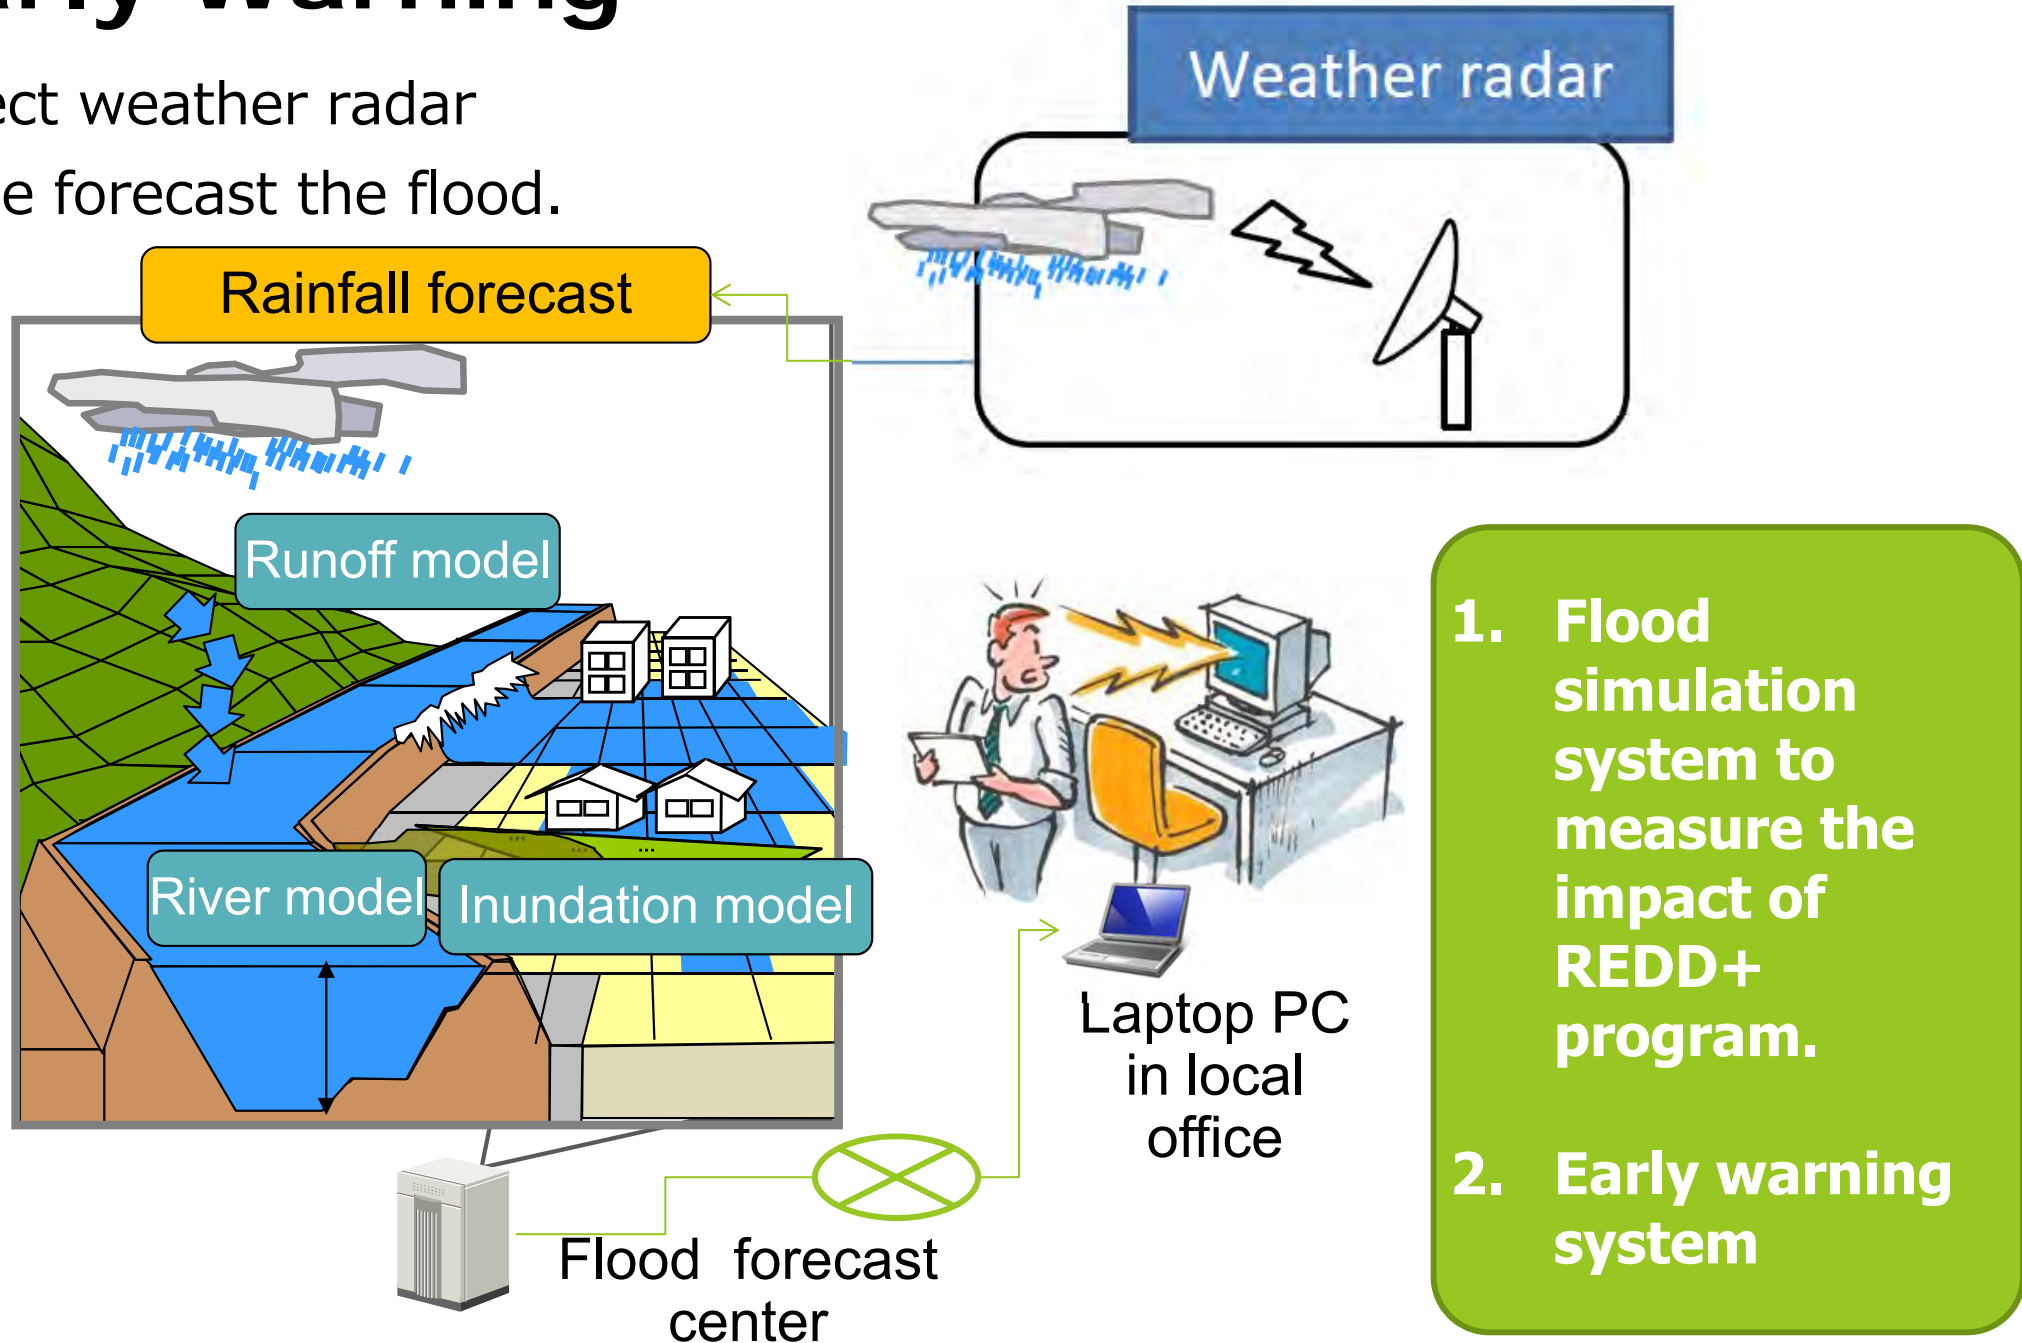 arly warning
ect weather radar
e forecast the flood.
Weather radar
Rainfall forecast
Runoff model
River model
Inundation model
Laptop PC
in local
office
Flood forecast
center
1. Flood
simulation
system to
measure the
impact of
REDD+
program.
2. Early warning
system